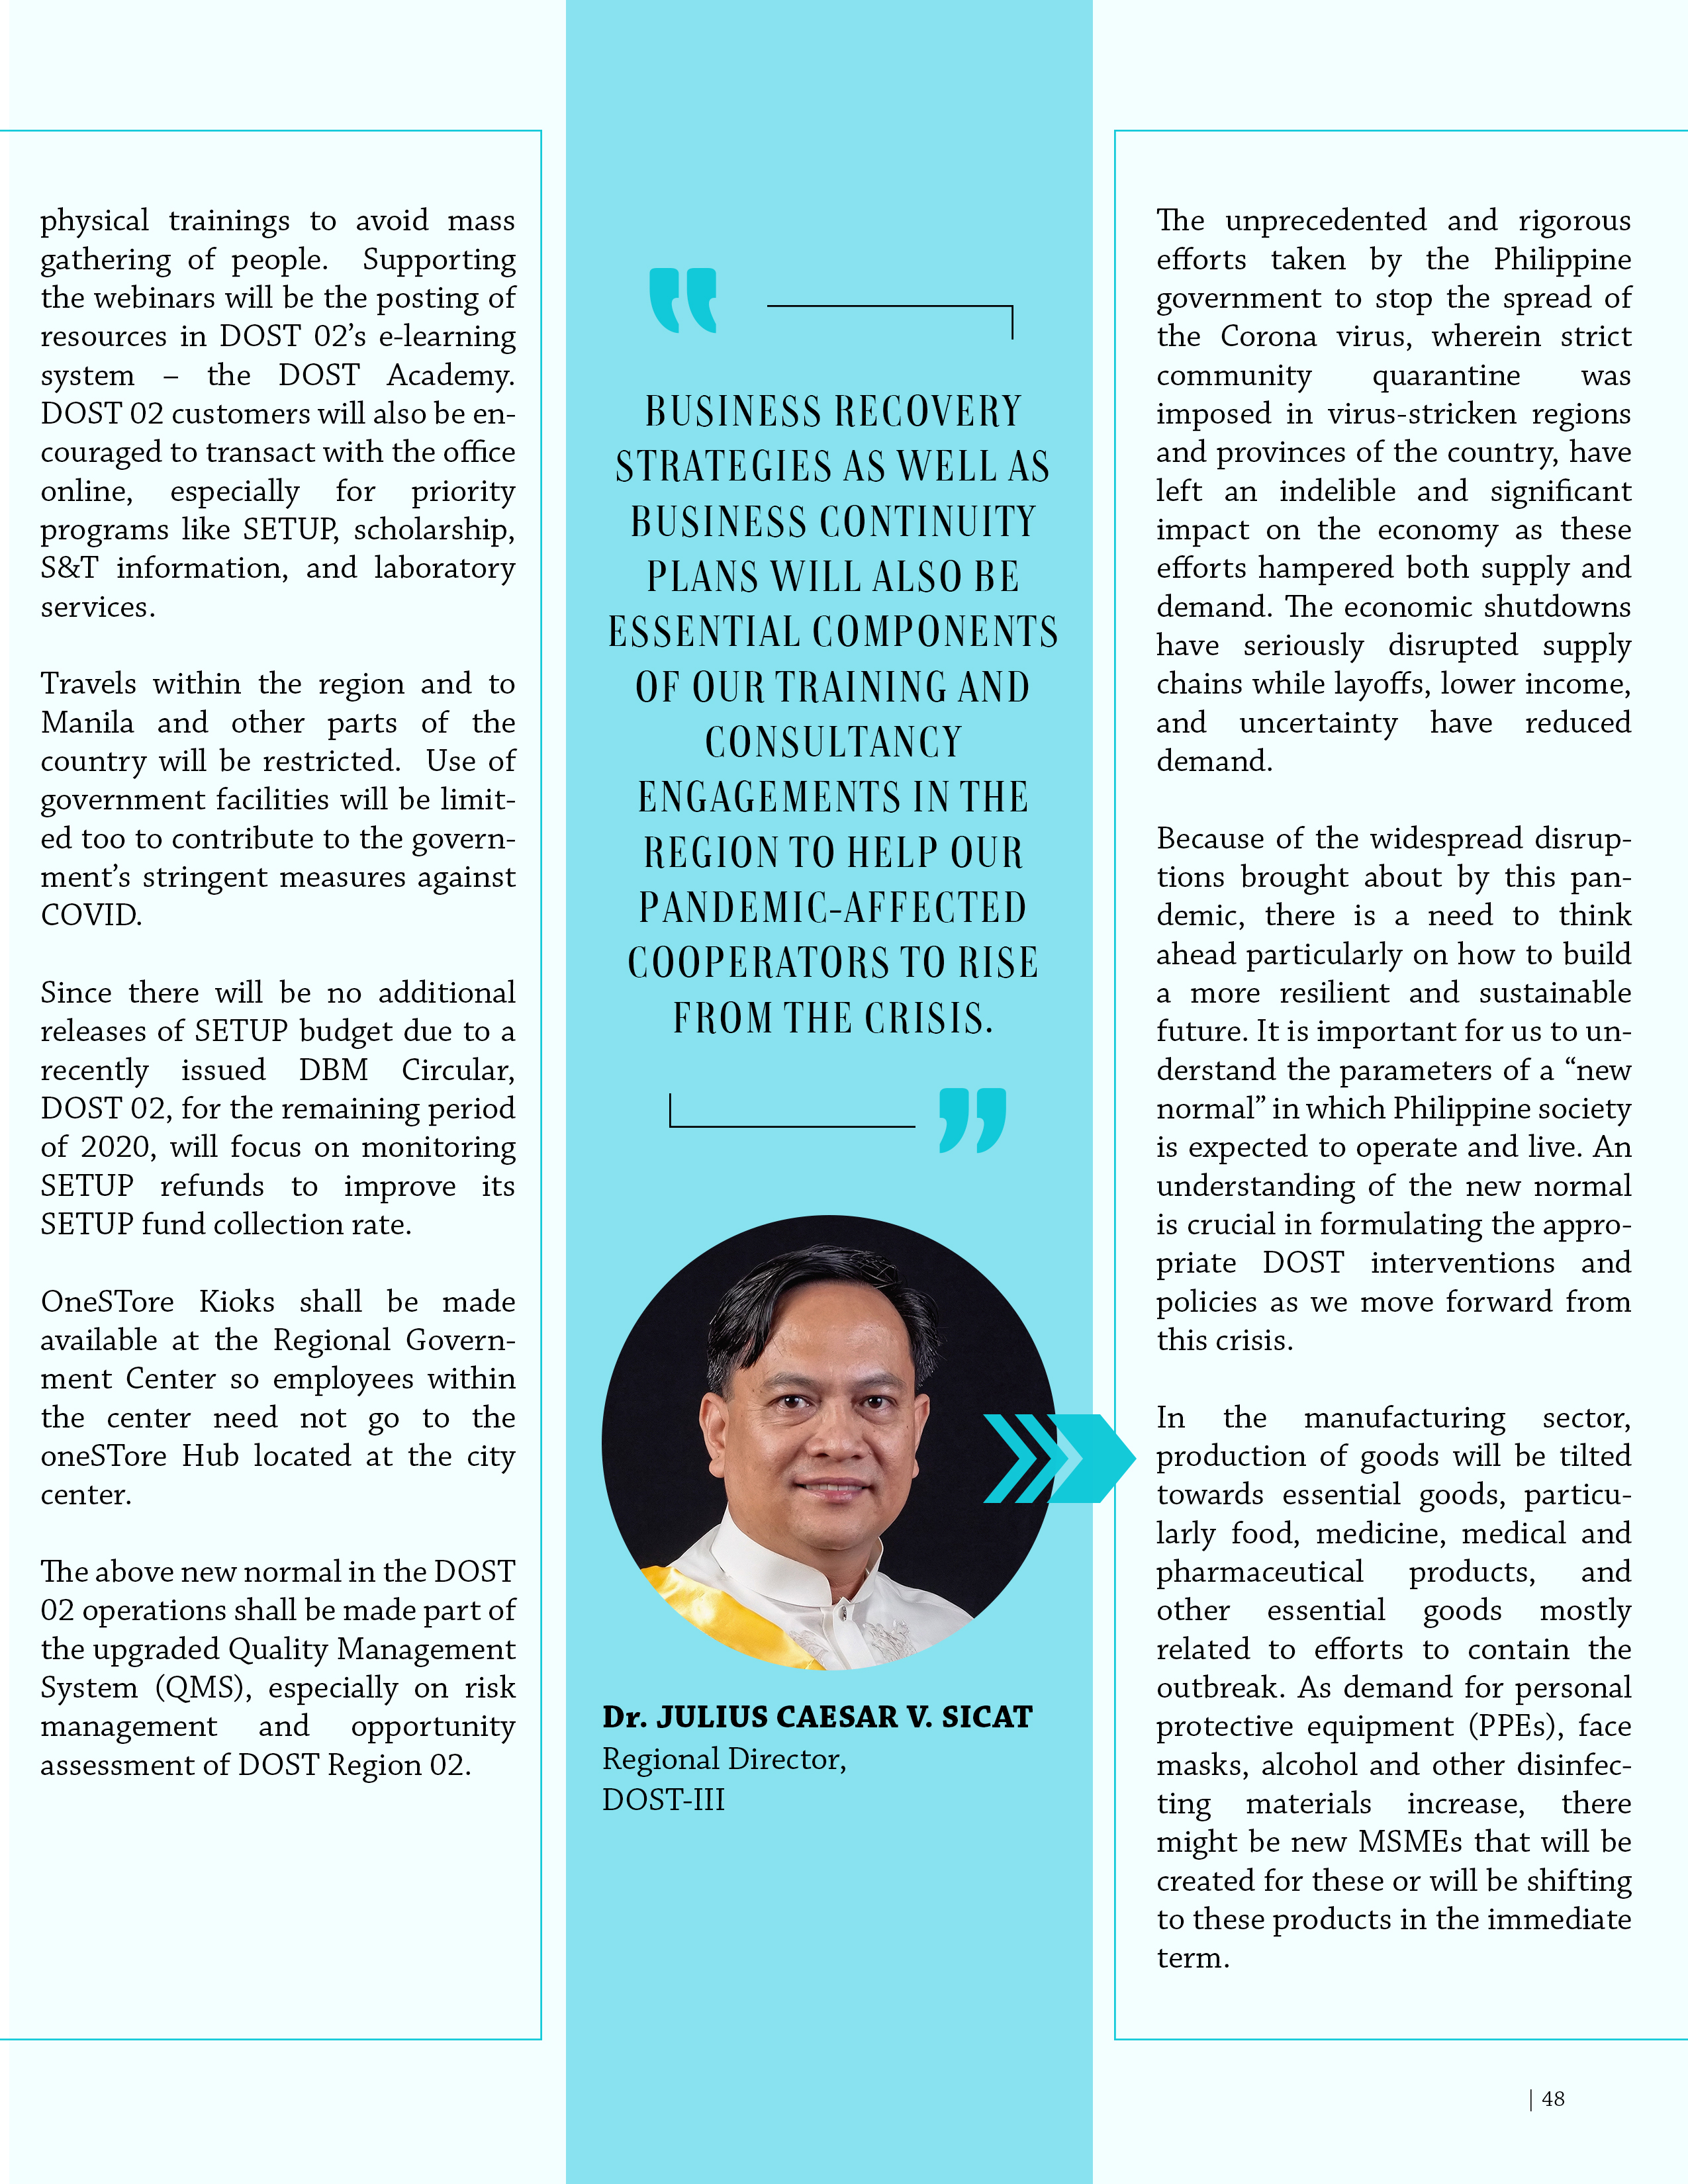 physical trainings to avoid mass
gathering of people.  Supporting
the webinars will be the posting of
resources in DOST 02’s e-learning
system – the DOST Academy.
DOST 02 customers will also be en-
couraged to transact with the office
online, especially for priority
programs like SETUP, scholarship,
S&T information, and laboratory
services.
Travels within the region and to
Manila and other parts of the
country will be restricted.  Use of
government facilities will be limit-
ed too to contribute to the govern-
ment’s stringent measures against
COVID.
Since there will be no additional
releases of SETUP budget due to a
recently issued DBM Circular,
DOST 02, for the remaining period
of 2020, will focus on monitoring
SETUP refunds to improve its
SETUP fund collection rate.
OneSTore Kioks shall be made
available at the Regional Govern-
ment Center so employees within
the center need not go to the
oneSTore Hub located at the city
center.
The above new normal in the DOST
02 operations shall be made part of
the upgraded Quality Management
System (QMS), especially on risk
management and opportunity
assessment of DOST Region 02.
BUSINESS RECOVERY
STRATEGIES AS WELL AS
BUSINESS CONTINUITY
PLANS WILL ALSO BE
ESSENTIAL COMPONENTS
OF OUR TRAINING AND
CONSULTANCY
ENGAGEMENTS IN THE
REGION TO HELP OUR
PANDEMIC-AFFECTED
COOPERATORS TO RISE
FROM THE CRISIS.
Dr. JULIUS CAESAR V. SICAT
Regional Director,
DOST-III
The unprecedented and rigorous
efforts taken by the Philippine
government to stop the spread of
the Corona virus, wherein strict
community quarantine was
imposed in virus-stricken regions
and provinces of the country, have
left an indelible and significant
impact on the economy as these
efforts hampered both supply and
demand. The economic shutdowns
have seriously disrupted supply
chains while layoffs, lower income,
and uncertainty have reduced
demand.
Because of the widespread disrup-
tions brought about by this pan-
demic, there is a need to think
ahead particularly on how to build
a more resilient and sustainable
future. It is important for us to un-
derstand the parameters of a “new
normal” in which Philippine society
is expected to operate and live. An
understanding of the new normal
is crucial in formulating the appro-
priate DOST interventions and
policies as we move forward from
this crisis.
In the manufacturing sector,
production of goods will be tilted
towards essential goods, particu-
larly food, medicine, medical and
pharmaceutical products, and
other essential goods mostly
related to efforts to contain the
outbreak. As demand for personal
protective equipment (PPEs), face
masks, alcohol and other disinfec-
ting materials increase, there
might be new MSMEs that will be
created for these or will be shifting
to these products in the immediate
term.
| 48